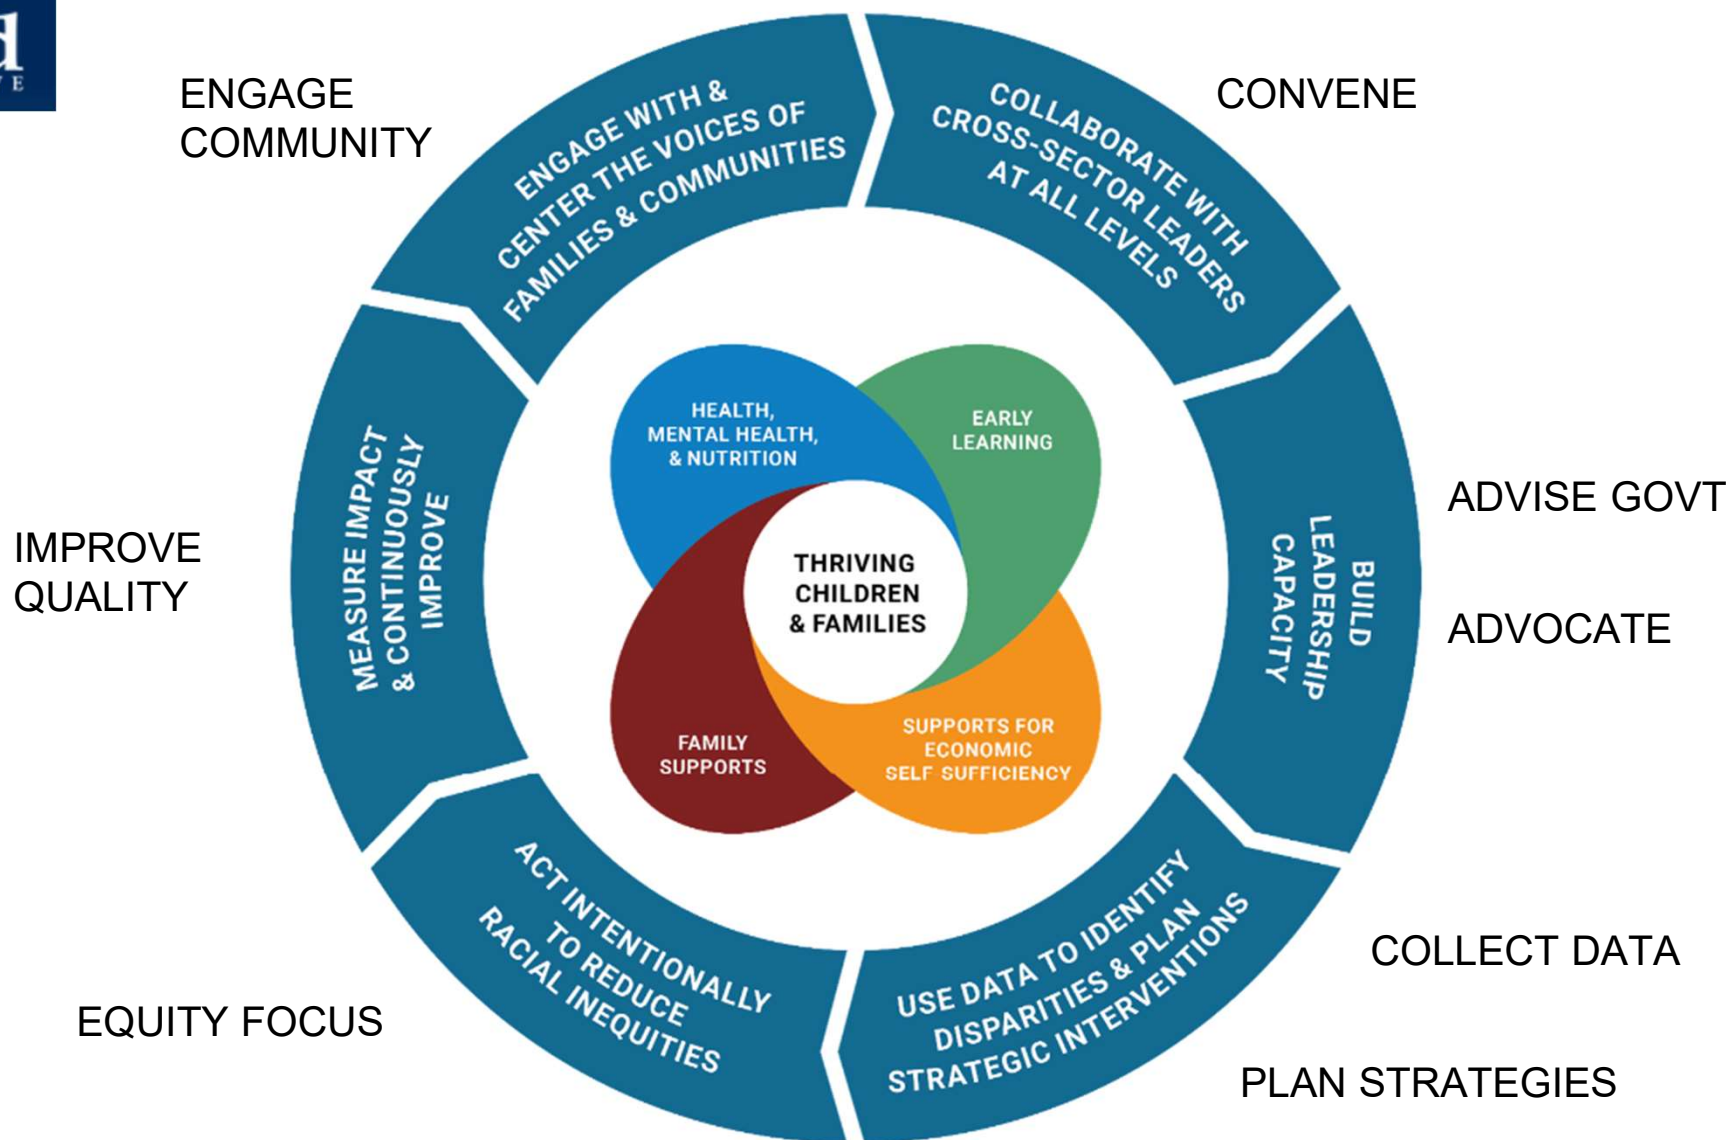 d
VE
ENGAGE
COMMUNITY
CONVENE
ENGAGE WITH &
CENTER THE VOICES OF
FAMILIES & COMMUNITIES
COLLABORATE WITH
CROSS-SECTOR LEADERS
AT ALL LEVELS
HEALTH,
MENTAL HEALTH,
& NUTRITION
EARLY
LEARNING
MEASURE IMPACT
& CONTINUOUSLY
IMPROVE
BUILD
LEADERSHIP
CAPACITY
ADVISE GOVT
ADVOCATE
IMPROVE
QUALITY
THRIVING
CHILDREN
& FAMILIES
FAMILY
SUPPORTS
SUPPORTS FOR
ECONOMIC
SELF SUFFICIENCY
ACT INTENTIONALLY
TO REDUCE
RACIAL INEQUITIES
USE DATA TO IDENTIFY
DISPARITIES & PLAN
STRATEGIC INTERVENTIONS
COLLECT DATA
EQUITY FOCUS
PLAN STRATEGIES